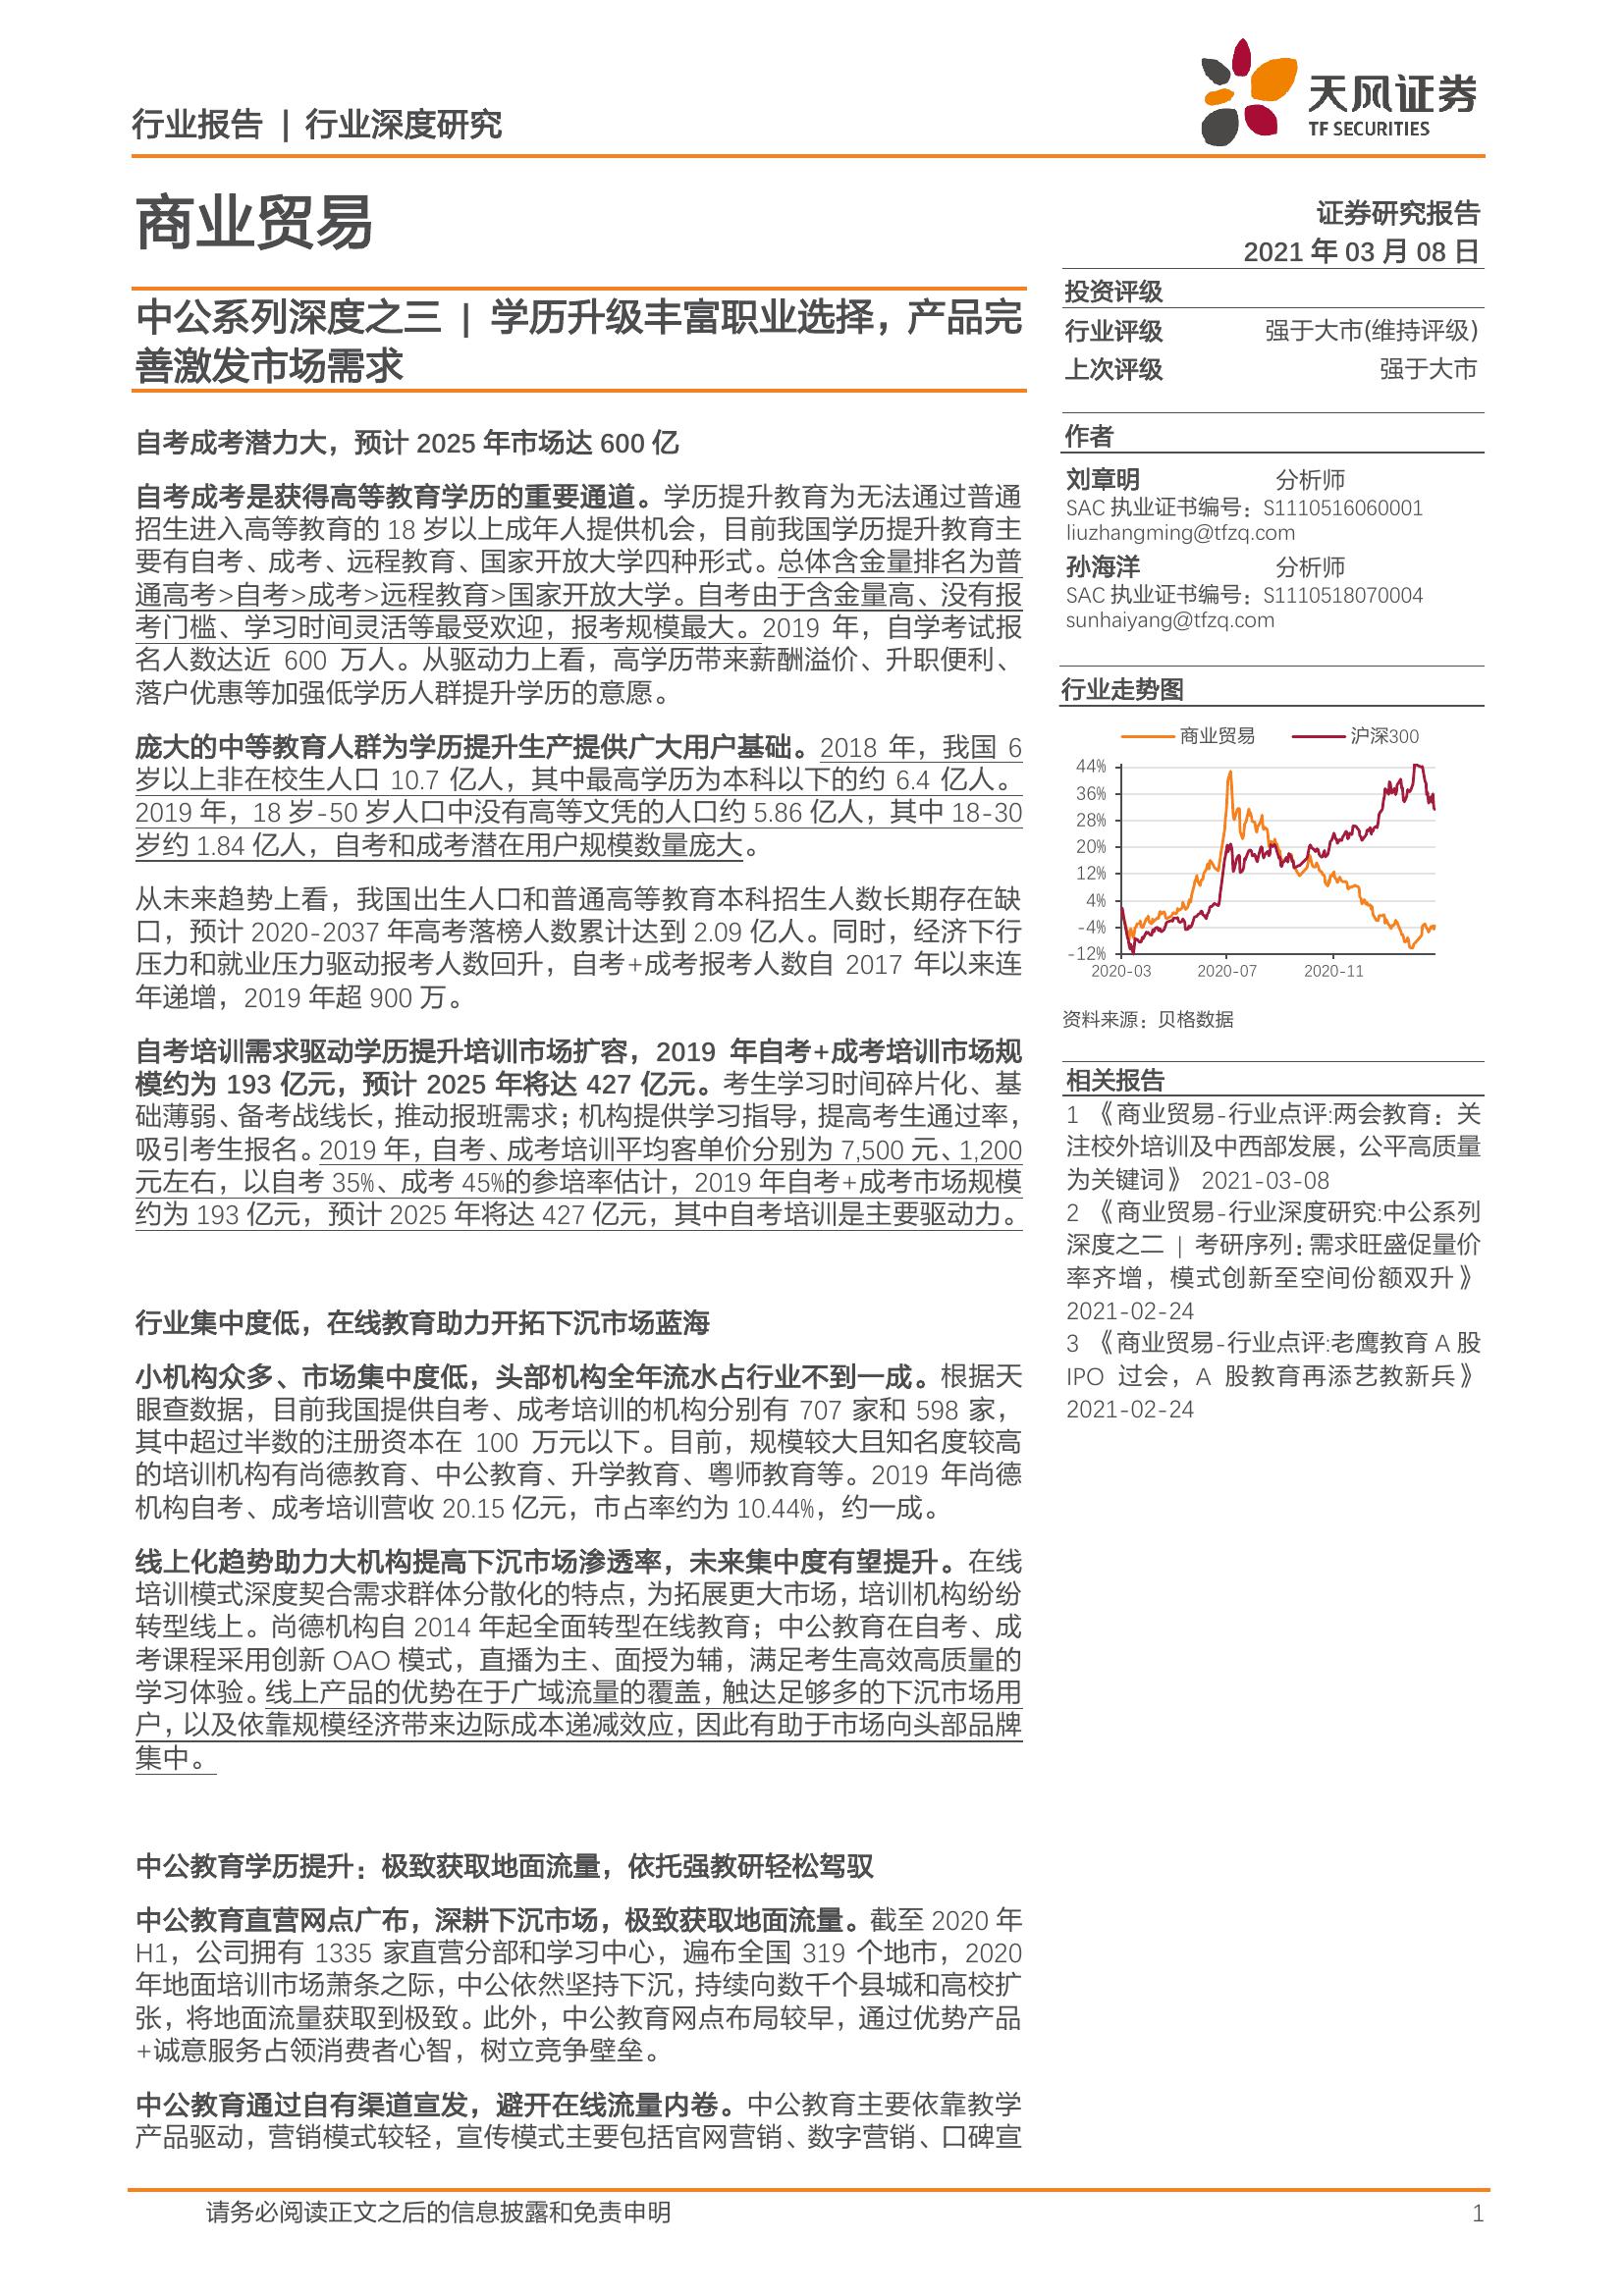 行业报告 | 行业深度研究
天风证券
TF SECURITIES
商业贸易
证券研究报告
2021 年 03 月 08 日
中公系列深度之三 | 学历升级丰富职业选择，产品完
善激发市场需求
自考成考潜力大，预计 2025 年市场达 600 亿
自考成考是获得高等教育学历的重要通道。学历提升教育为无法通过普通
招生进入高等教育的 18 岁以上成年人提供机会，目前我国学历提升教育主
要有自考、成考、远程教育、国家开放大学四种形式。总体含金量排名为普
通高考>自考>成考>远程教育>国家开放大学。自考由于含金量高、没有报
考门槛、学习时间灵活等最受欢迎，报考规模最大。2019 年，自学考试报
名人数达近 600 万人。从驱动力上看，高学历带来薪酬溢价、升职便利、
落户优惠等加强低学历人群提升学历的意愿。
庞大的中等教育人群为学历提升生产提供广大用户基础。2018 年，我国 6
岁以上非在校生人口 10.7 亿人，其中最高学历为本科以下的约 6.4 亿人。
2019 年，18 岁-50 岁人口中没有高等文凭的人口约 5.86 亿人，其中 18-30
岁约 1.84 亿人，自考和成考潜在用户规模数量庞大。
从未来趋势上看，我国出生人口和普通高等教育本科招生人数长期存在缺
口，预计 2020-2037 年高考落榜人数累计达到 2.09 亿人。同时，经济下行
压力和就业压力驱动报考人数回升，自考+成考报考人数自 2017 年以来连
年递增，2019 年超 900 万。
自考培训需求驱动学历提升培训市场扩容，2019 年自考+成考培训市场规
模约为 193 亿元，预计 2025 年将达 427 亿元。考生学习时间碎片化、基
础薄弱、备考战线长，推动报班需求；机构提供学习指导，提高考生通过率，
吸引考生报名。2019 年，自考、成考培训平均客单价分别为 7,500 元、1,200
元左右，以自考 35%、成考 45%的参培率估计，2019 年自考+成考市场规模
约为 193 亿元，预计 2025 年将达 427 亿元，其中自考培训是主要驱动力。
行业集中度低，在线教育助力开拓下沉市场蓝海
小机构众多、市场集中度低，头部机构全年流水占行业不到一成。根据天
眼查数据，目前我国提供自考、成考培训的机构分别有 707 家和 598 家，
其中超过半数的注册资本在 100 万元以下。目前，规模较大且知名度较高
的培训机构有尚德教育、中公教育、升学教育、粤师教育等。2019 年尚德
机构自考、成考培训营收 20.15 亿元，市占率约为 10.44%，约一成。
线上化趋势助力大机构提高下沉市场渗透率，未来集中度有望提升。在线
培训模式深度契合需求群体分散化的特点，为拓展更大市场，培训机构纷纷
转型线上。尚德机构自 2014 年起全面转型在线教育；中公教育在自考、成
考课程采用创新 OAO 模式，直播为主、面授为辅，满足考生高效高质量的
学习体验。线上产品的优势在于广域流量的覆盖，触达足够多的下沉市场用
户，以及依靠规模经济带来边际成本递减效应，因此有助于市场向头部品牌
集中。
中公教育学历提升：极致获取地面流量，依托强教研轻松驾驭
中公教育直营网点广布，深耕下沉市场，极致获取地面流量。截至 2020 年
H1，公司拥有 1335 家直营分部和学习中心，遍布全国 319 个地市，2020
年地面培训市场萧条之际，中公依然坚持下沉，持续向数千个县城和高校扩
张，将地面流量获取到极致。此外，中公教育网点布局较早，通过优势产品
+诚意服务占领消费者心智，树立竞争壁垒。
中公教育通过自有渠道宣发，避开在线流量内卷。中公教育主要依靠教学
产品驱动，营销模式较轻，宣传模式主要包括官网营销、数字营销、口碑宣
投资评级
行业评级 强于大市(维持评级)
上次评级 强于大市
作者
刘章明 分析师
SAC 执业证书编号：S1110516060001
liuzhangming@tfzq.com
孙海洋 分析师
SAC 执业证书编号：S1110518070004
sunhaiyang@tfzq.com
行业走势图
商业贸易 沪深300
44%
36%
28%
20%
12%
4%
-4%
-12%
2020-03 2020-07 2020-11
资料来源：贝格数据
相关报告
1 《商业贸易-行业点评:两会教育：关
注校外培训及中西部发展，公平高质量
为关键词》 2021-03-08
2 《商业贸易-行业深度研究:中公系列
深度之二 | 考研序列:需求旺盛促量价
率齐增，模式创新至空间份额双升》
2021-02-24
3 《商业贸易-行业点评:老鹰教育 A 股
IPO 过会，A 股教育再添艺教新兵》
2021-02-24
请务必阅读正文之后的信息披露和免责申明 1